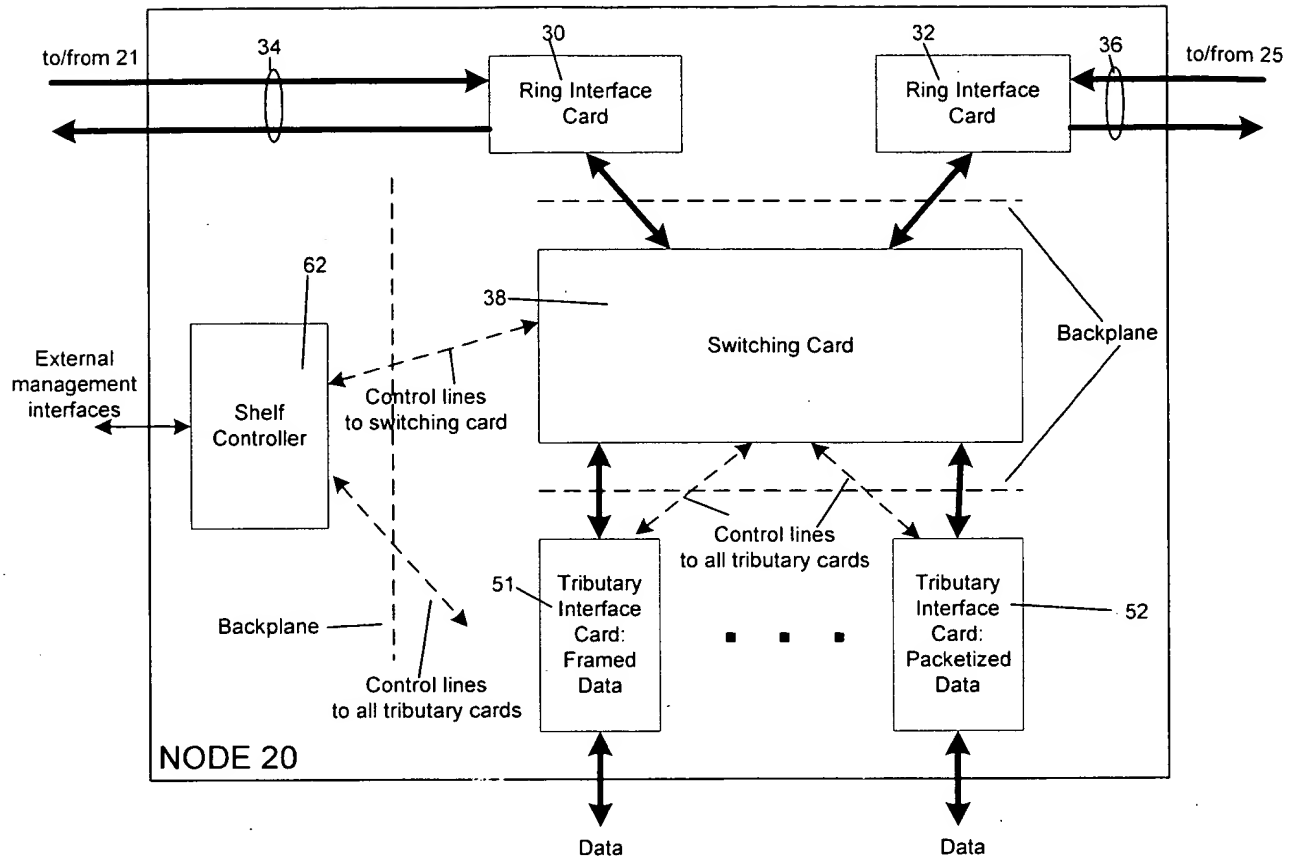 to/from 21
34
30
32
36
to/from 25
Ring Interface
Card
Ring Interface
Card
62
38
Switching Card
Backplane
External
management
interfaces
Shelf
Controller
Control lines
to switching card
Control lines
to all tributary cards
51
Tributary
Interface
Card:
Framed
Data
Tributary
Interface
Card:
Packetized
Data
52
Backplane
Control lines
to all tributary cards
NODE 20
Data
Data